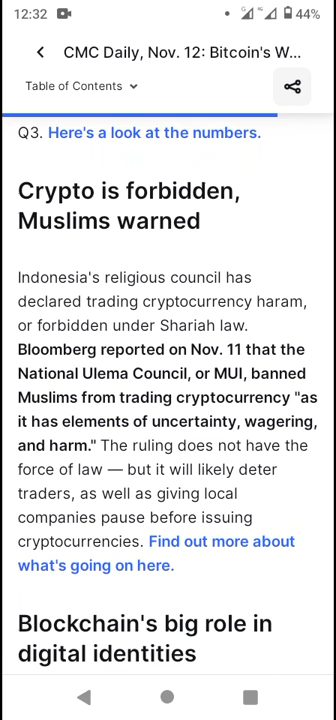 12:32
44%
CMC Daily, Nov. 12: Bitcoin's W...
Table of Contents
Q3. Here's a look at the numbers.
Crypto is forbidden,
Muslims warned
Indonesia's religious council has
declared trading cryptocurrency haram,
or forbidden under Shariah law.
Bloomberg reported on Nov. 11 that the
National Ulema Council, or MUI, banned
Muslims from trading cryptocurrency "as
it has elements of uncertainty, wagering,
and harm." The ruling does not have the
force of law — but it will likely deter
traders, as well as giving local
companies pause before issuing
cryptocurrencies. Find out more about
what's going on here.
Blockchain's big role in
digital identities